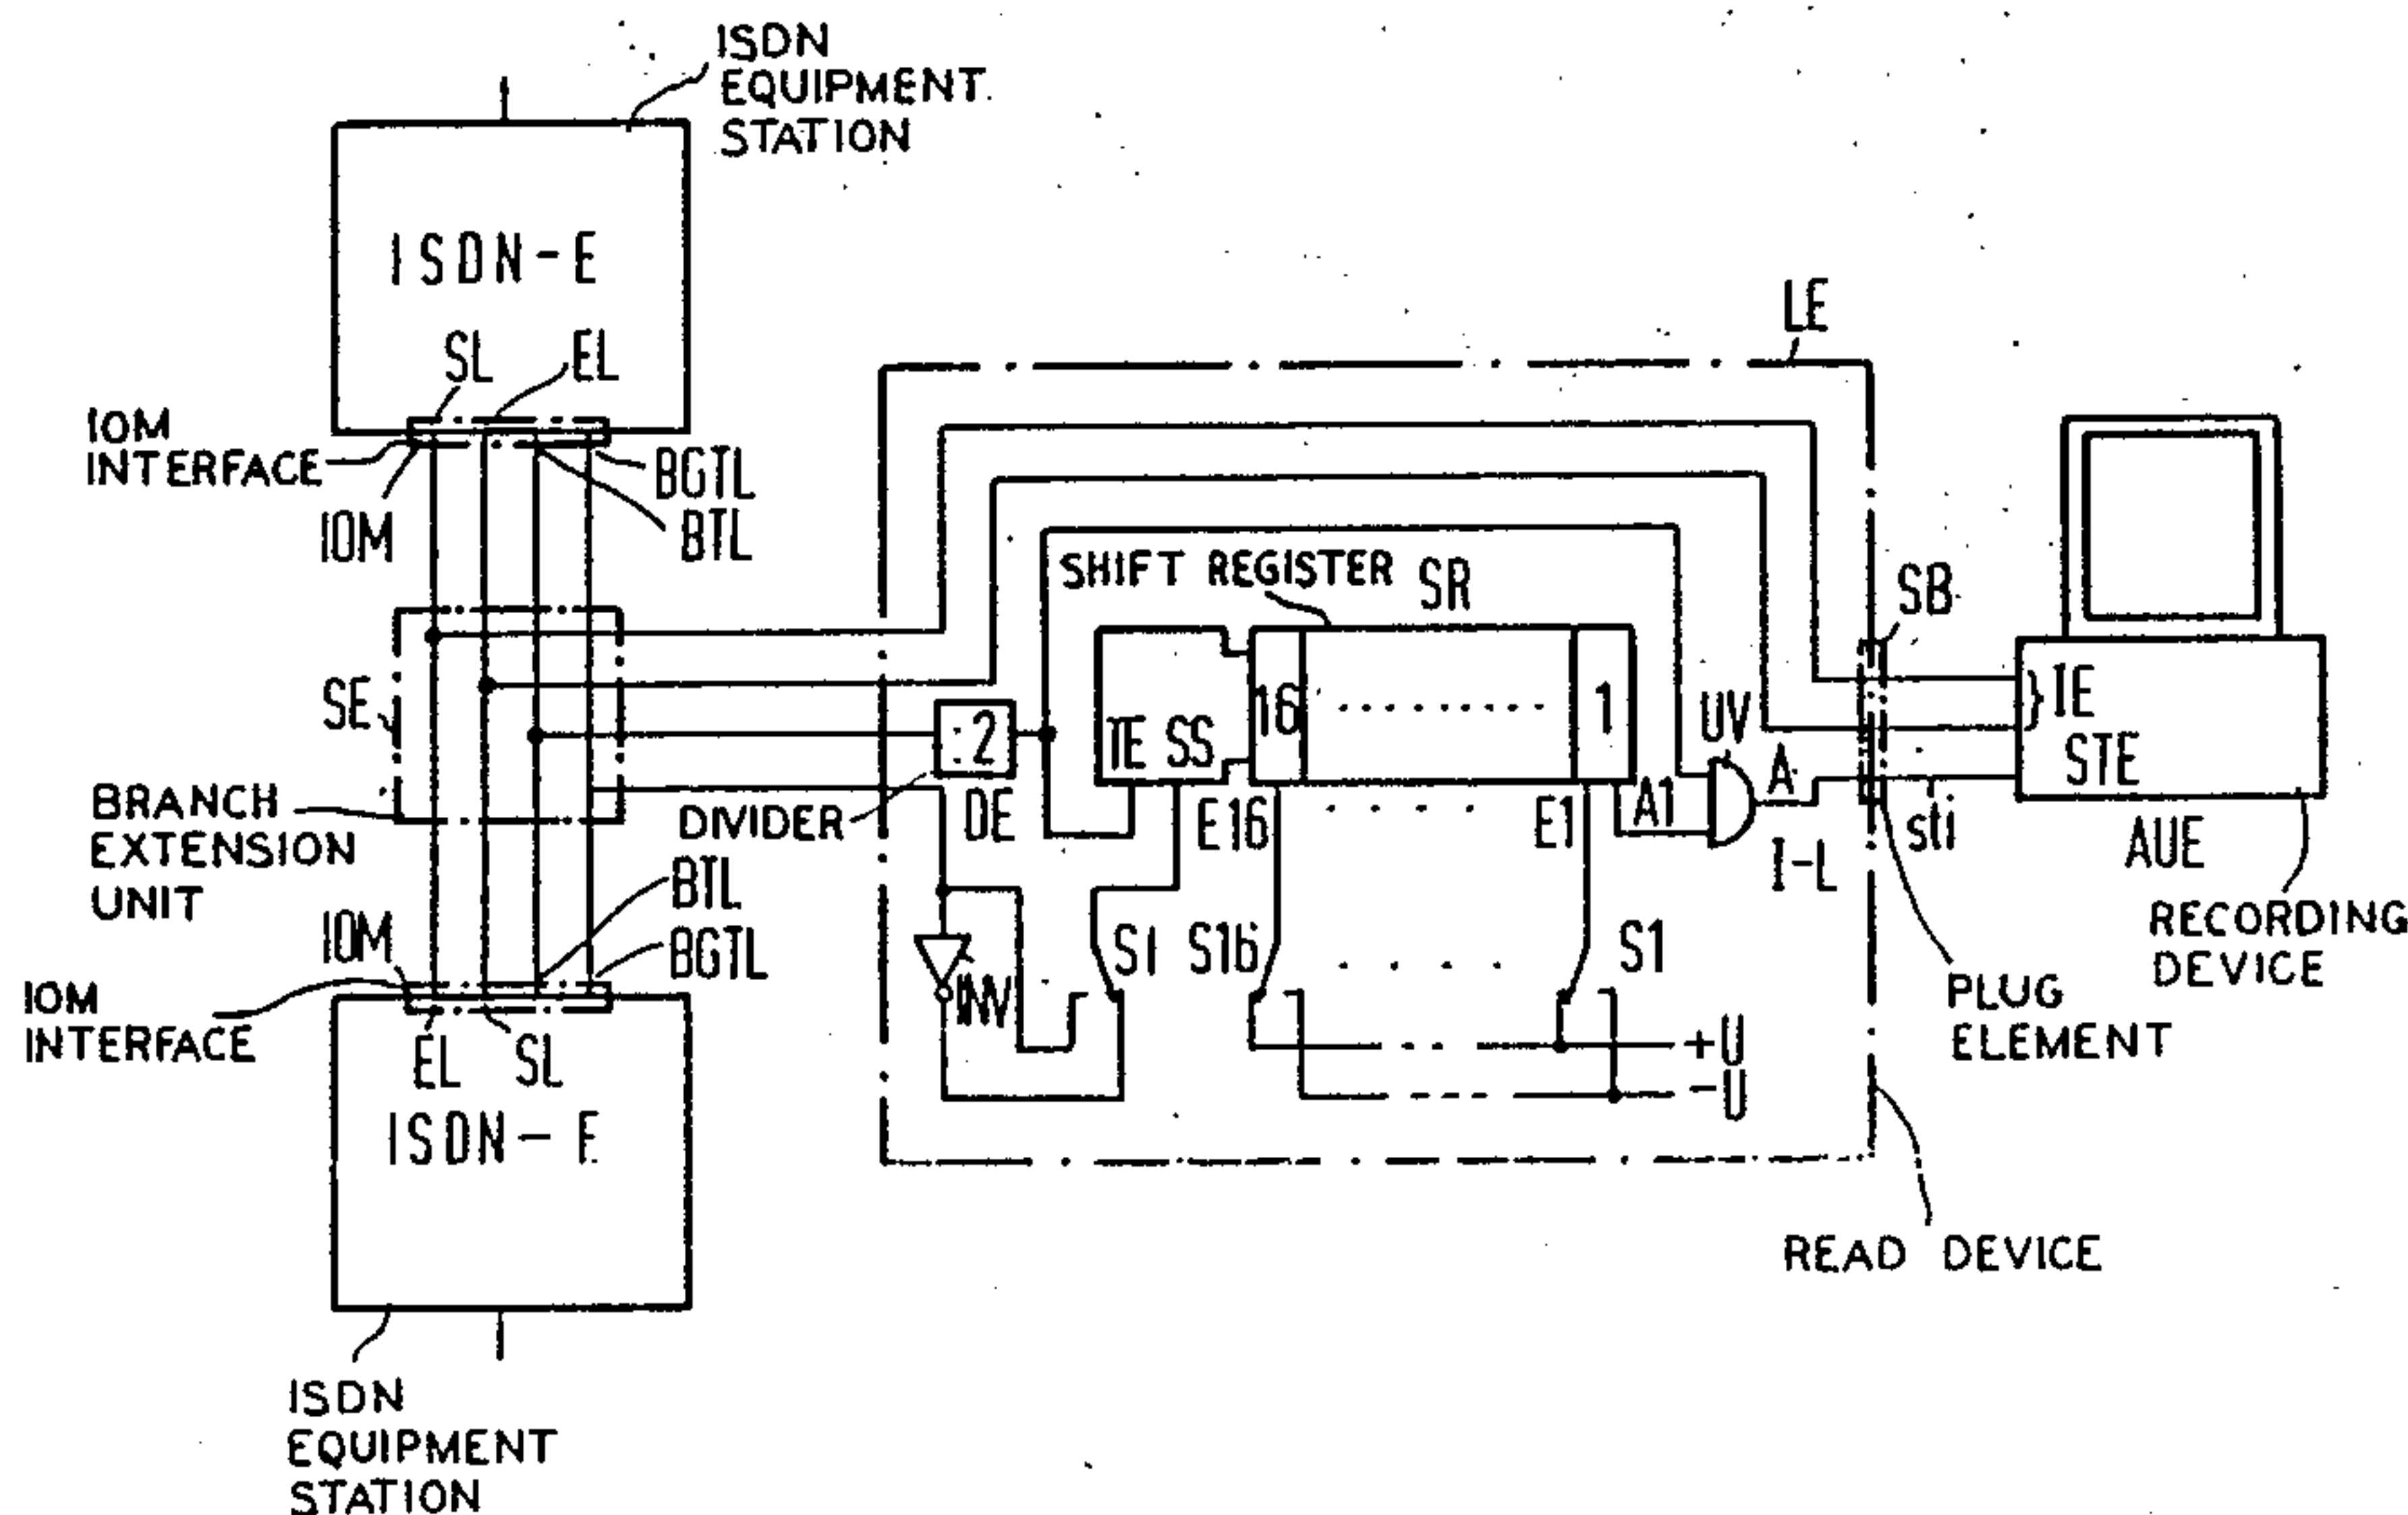 ISDN
EQUIPMENT
STATION
ISDN-E
SL
EL
IOM
INTERFACE
IOM
BGTL
BTL
LE
SHIFT REGISTER
SR
SB
SE
:2
TE
SS
16
1
UV
A
IE
STE
BRANCH
EXTENSION
UNIT
DIVIDER
DE
E16
E1
A1
I-L
sti
AUE
BTL
BGTL
RECORDING
DEVICE
IOM
IOM
INTERFACE
INV
SI
S16
S1
PLUG
ELEMENT
+U
-U
EL
SL
ISDN-E
READ DEVICE
ISDN
EQUIPMENT
STATION